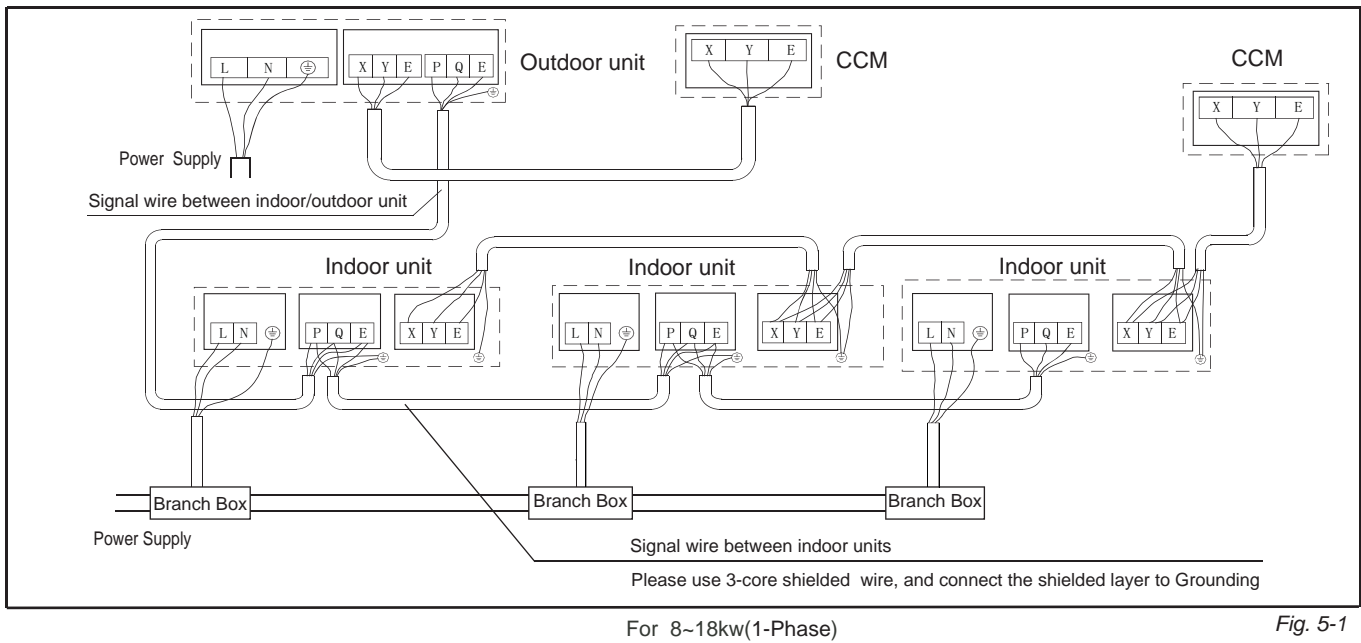 L N
X Y E P Q E
Outdoor unit
X Y E
CCM
CCM
X Y E
Power Supply
Signal wire between indoor/outdoor unit
Indoor unit
Indoor unit
Indoor unit
L N
P Q E
X Y E
L N
P Q E
X Y E
L N
P Q E
X Y E
Branch Box
Branch Box
Branch Box
Power Supply
Signal wire between indoor units
Please use 3-core shielded wire, and connect the shielded layer to Grounding
For 8~18kw(1-Phase)
Fig. 5-1